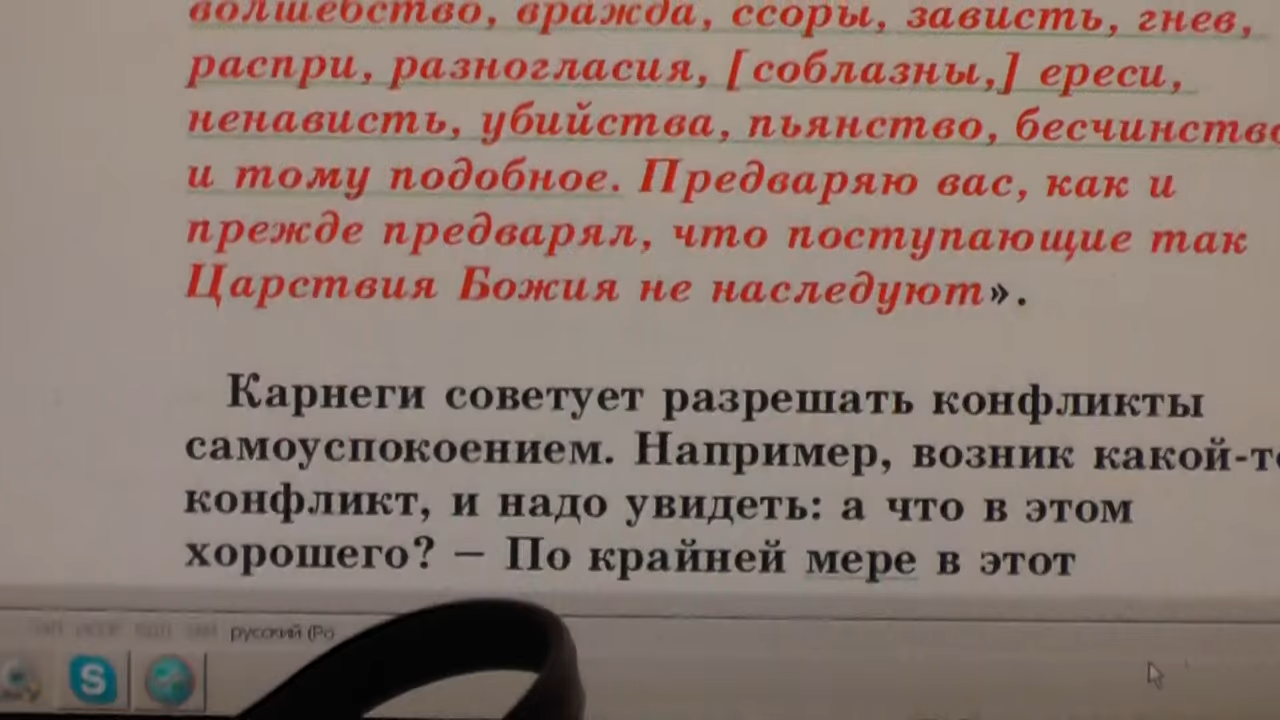 волшебство, вражда, ссоры, зависть, гнев,
распри, разногласия, [соблазны,] ереси,
ненависть, убийства, пьянство, бесчинство
и тому подобное. Предваряю вас, как и
прежде предварял, что поступающие так
Царствия Божия не наследуют».
Карнеги советует разрешать конфликты
самоуспокоением. Например, возник какой-то
конфликт, и надо увидеть: а что в этом
хорошего? – По крайней мере в этот
русский (Ро
S